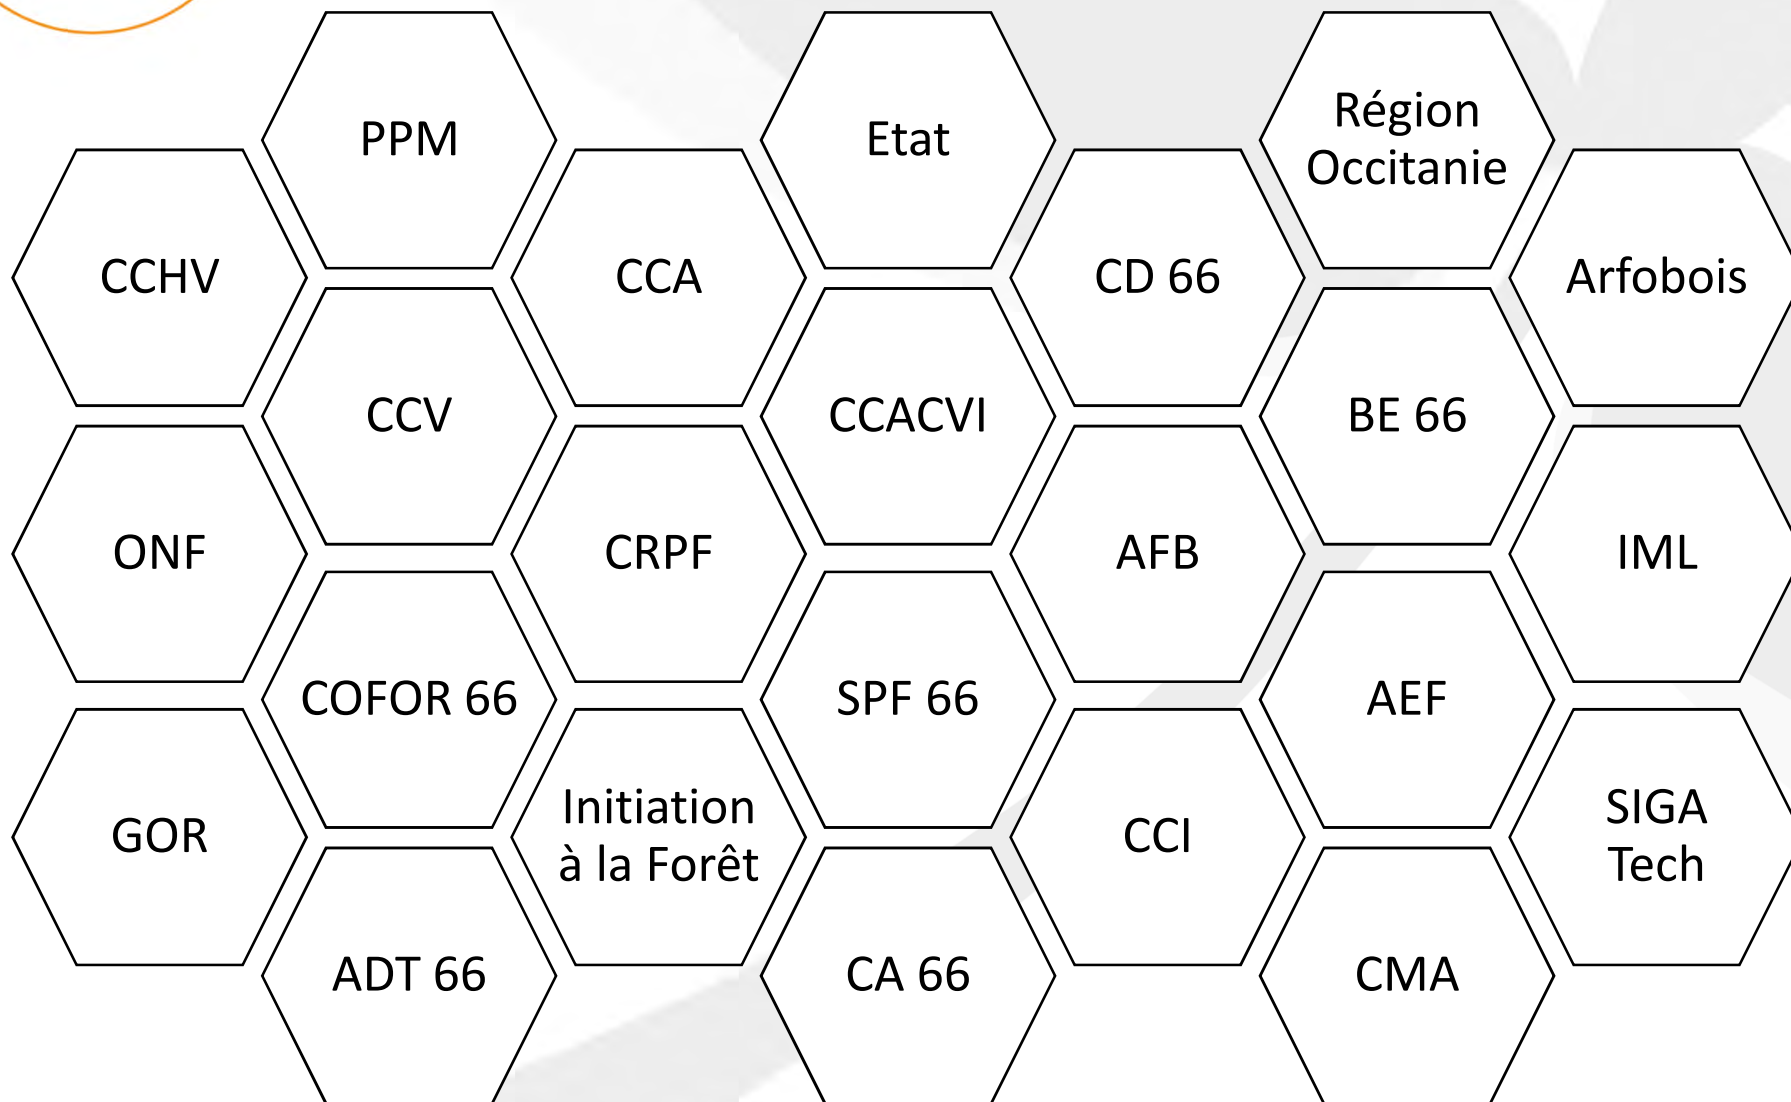 PPM
Etat
Région
Occitanie
CCHV
CCA
CD 66
Arfobois
CCV
CCACVI
BE 66
ONF
CRPF
AFB
IML
COFOR 66
SPF 66
AEF
GOR
Initiation
à la Forêt
CCI
SIGA
Tech
ADT 66
CA 66
CMA